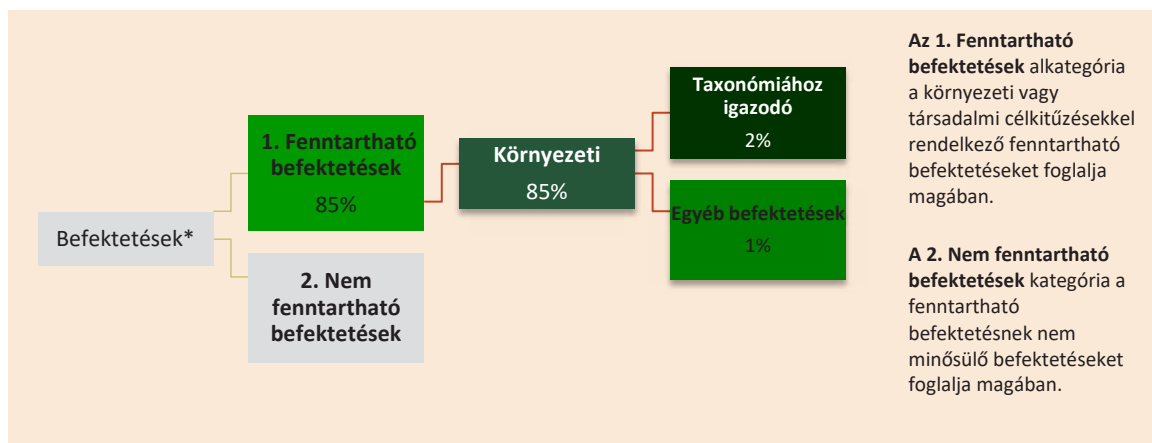 Befektetések*
1. Fenntartható
befektetések
85%
2. Nem
fenntartható
befektetések
Környezeti
85%
Taxonómiához
igazodó
2%
Egyéb befektetések
1%
Az 1. Fenntartható
befektetések alkategória
a környezeti vagy
társadalmi célkitűzésekkel
rendelkező fenntartható
befektetéseket foglalja
magában.
A 2. Nem fenntartható
befektetések kategória a
fenntartható
befektetésnek nem
minősülő befektetéseket
foglalja magában.